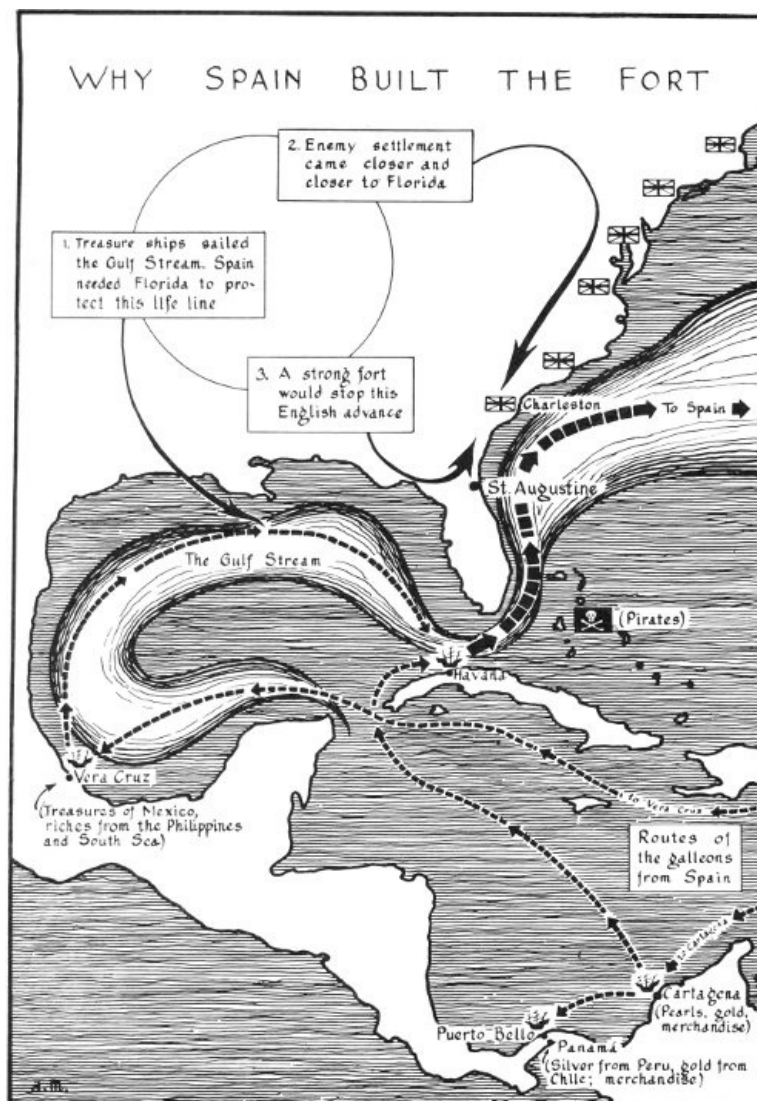 WHY SPAIN BUILT THE FORT
2. Enemy settlement
came closer and
closer to Florida
1. Treasure ships sailed
the Gulf Stream. Spain
needed Florida to pro-
tect this life line
3. A strong fort
would stop this
English advance
Charleston
To Spain
St. Augustine
The Gulf Stream
(Pirates)
Havana
Vera Cruz
(Treasures of Mexico,
riches from the Philippines
and South Sea)
to Vera Cruz
Routes of
the galleons
from Spain
to Cartagena
Cartagena
(Pearls, gold,
merchandise)
Puerto Bello
Panamá
(Silver from Peru, gold from
Chile; merchandise)
A.M.